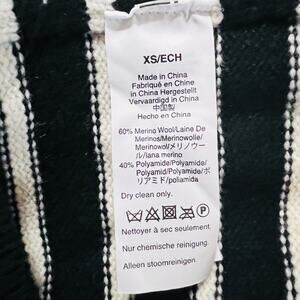 XS/ECH
Made in China
Fabriqué en Chine
in China Hergestellt
Vervaardigd in China
中国製
Hecho en China
60% Merino Wool/Laine De
Merinos/Merinowolle/
Merinosol/メリノウー
ル/lana merino
40% Polyamide/Polyamide/
Polyamid/Polyamide/ポ
リアミド/poliamida
Dry clean only.
Nettoyer à sec seulement.
Nur chemische reinigung.
Alleen stoomreinigen.